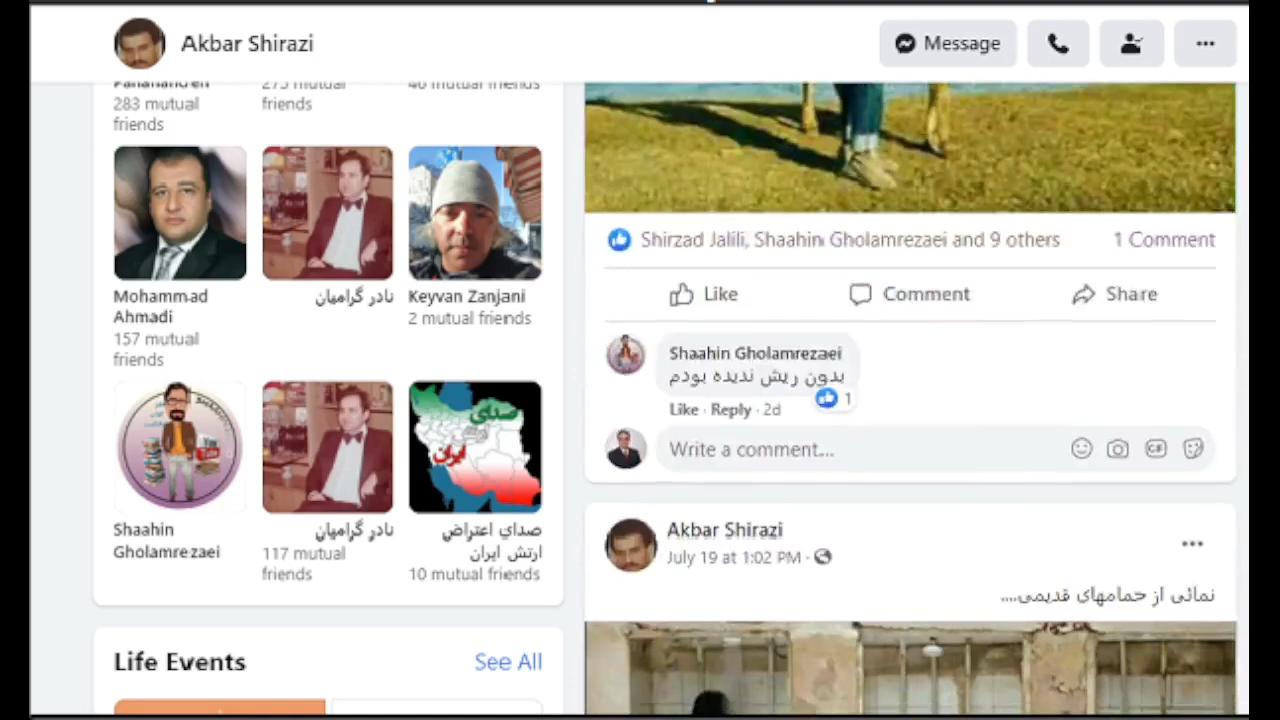 Akbar Shirazi
Message
283 mutual
friends
friends
Mohammad
Ahmadi
157 mutual
friends
نادر گرامیان
Keyvan Zanjani
2 mutual friends
صدای
ایران
Shaahin
Gholamrezaei
نادر گرامیان
117 mutual
friends
صدای اعتراض
ارتش ایران
10 mutual friends
Life Events
See All
Shirzad Jalili, Shaahin Gholamrezaei and 9 others
1 Comment
Like
Comment
Share
Shaahin Gholamrezaei
بدون ریش ندیده بودم
1
Like · Reply · 2d
Write a comment...
GIF
Akbar Shirazi
July 19 at 1:02 PM ·
نمائی از حمامهای قدیمی....